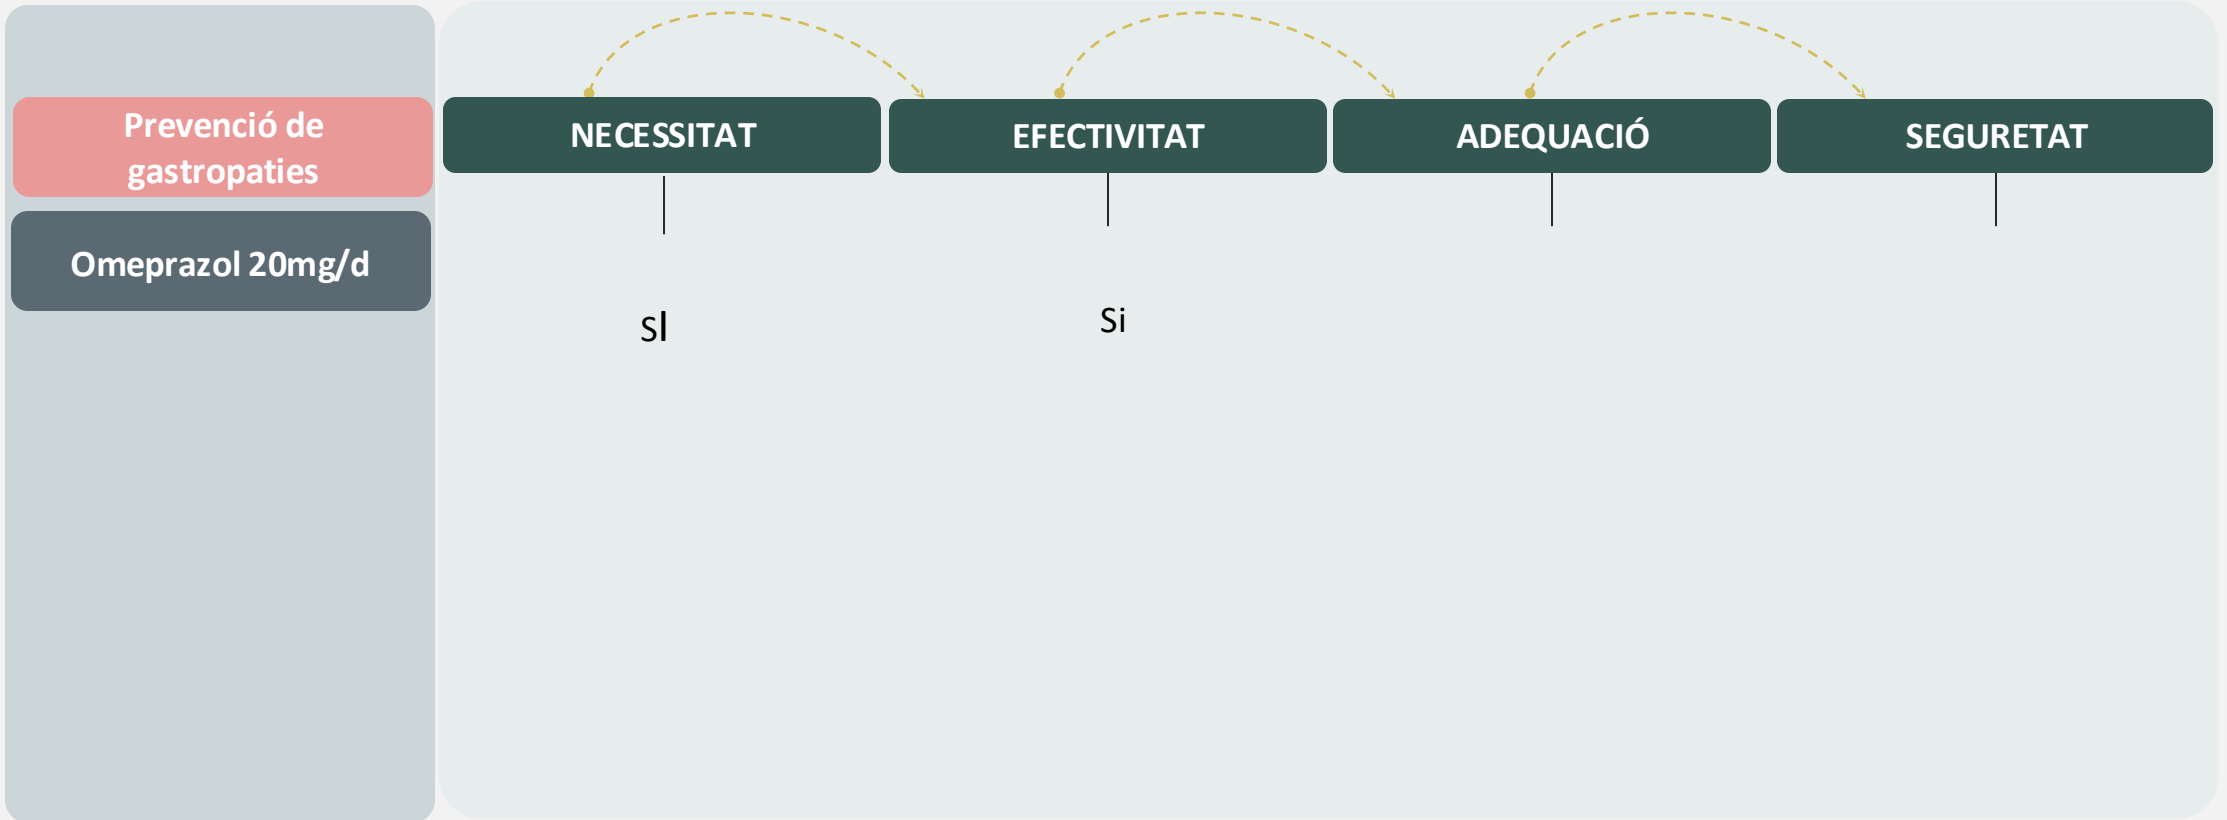 Prevenció de
gastropaties
NECESSITAT
EFECTIVITAT
ADEQUACIÓ
SEGURETAT
Omeprazol 20mg/d
SI
Si